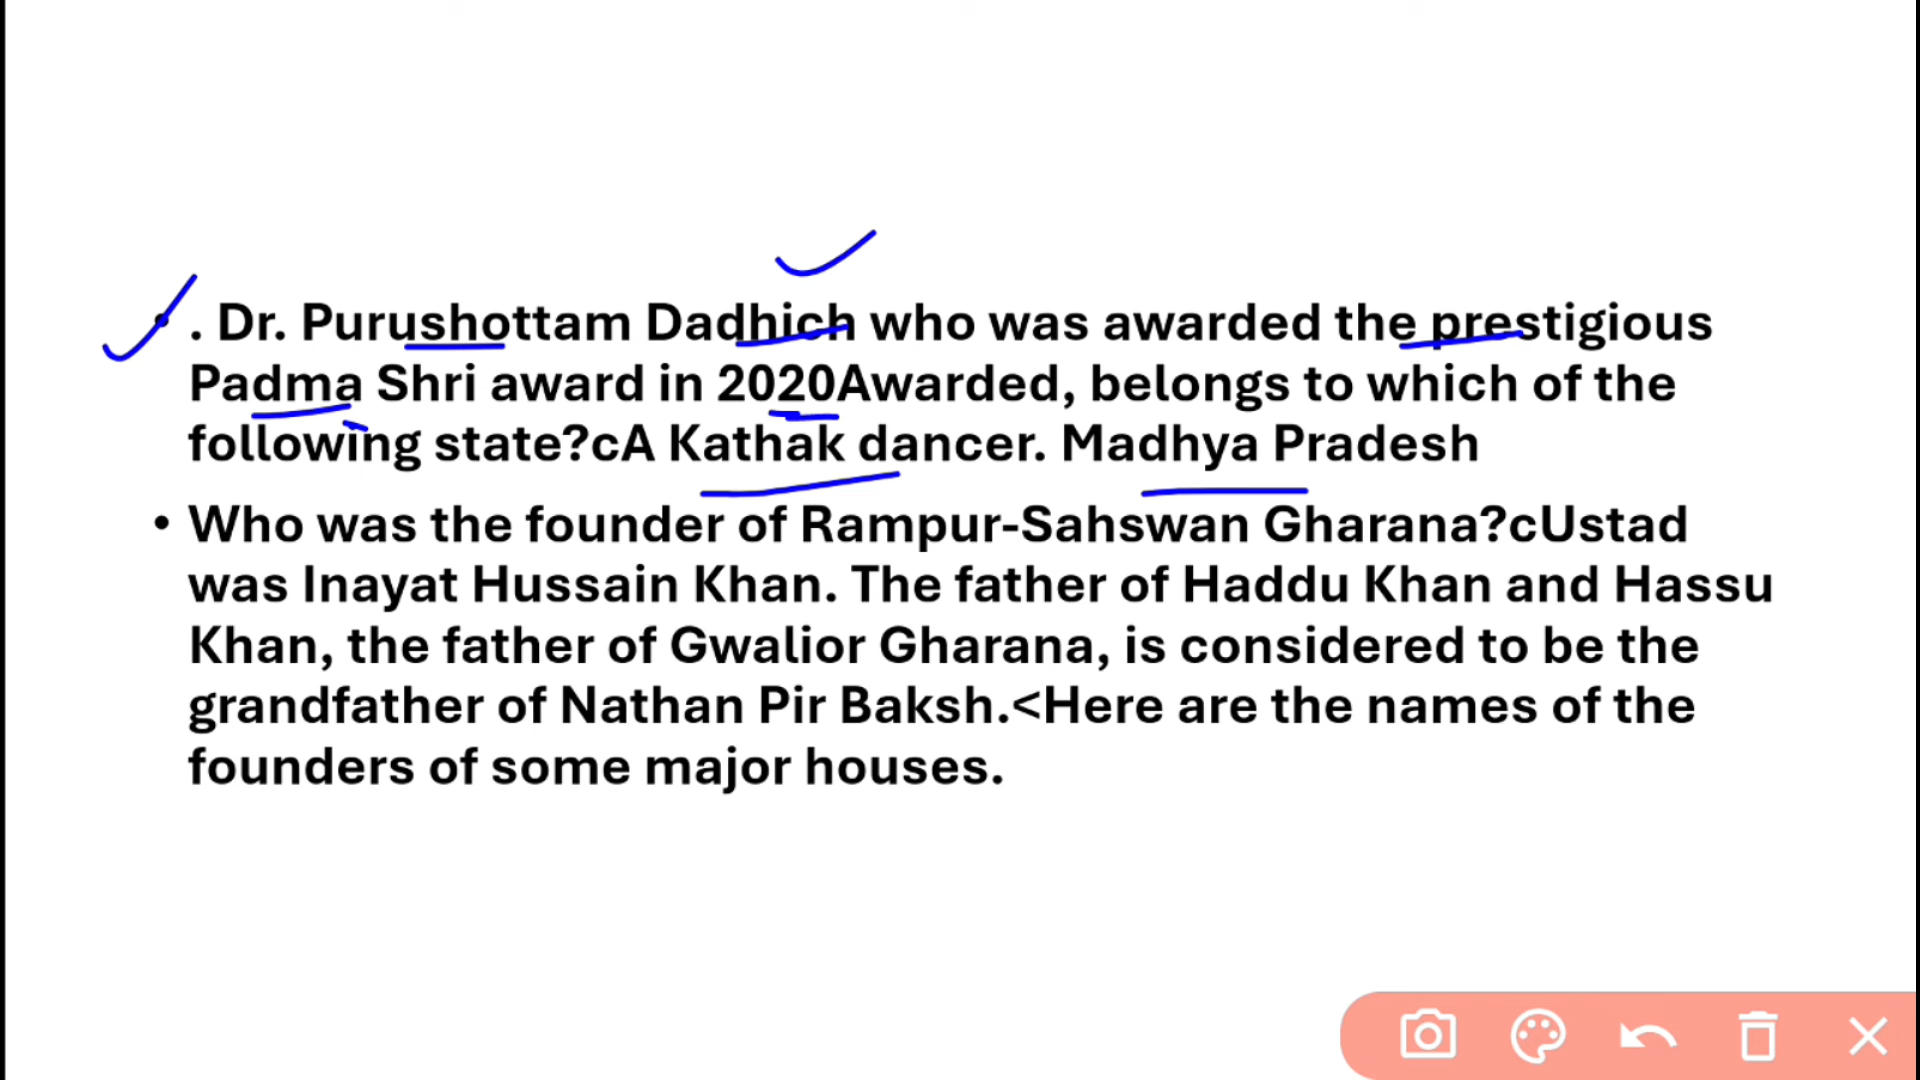 . Dr. Purushottam Dadhich who was awarded the prestigious
Padma Shri award in 2020Awarded, belongs to which of the
following state?cA Kathak dancer. Madhya Pradesh
Who was the founder of Rampur-Sahswan Gharana?cUstad
was Inayat Hussain Khan. The father of Haddu Khan and Hassu
Khan, the father of Gwalior Gharana, is considered to be the
grandfather of Nathan Pir Baksh.<Here are the names of the
founders of some major houses.